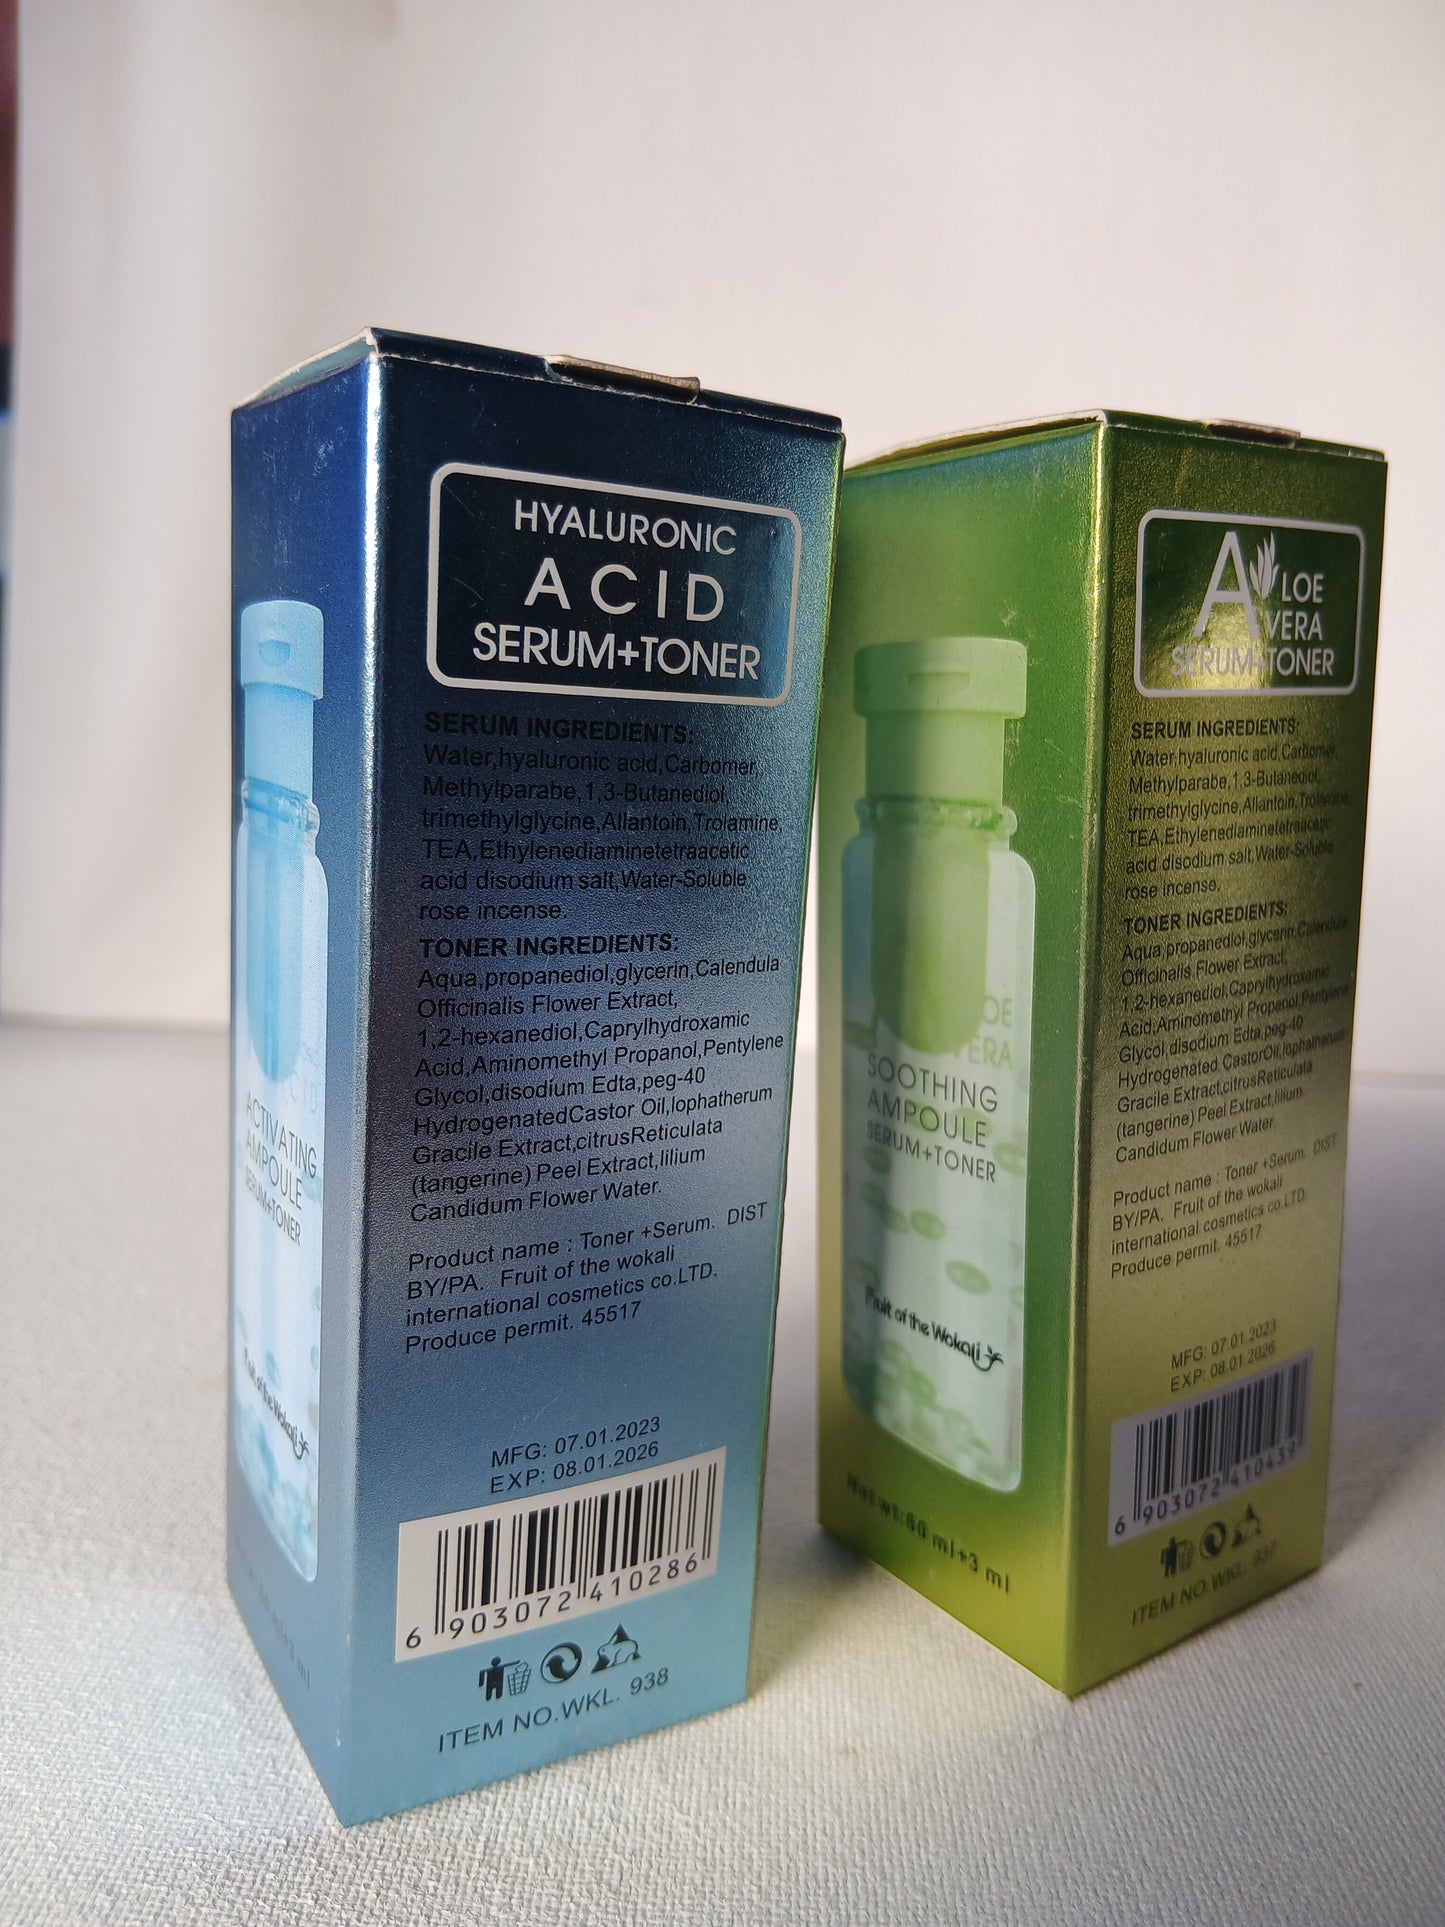 HYALURONIC
ACID
SERUM+TONER
SERUM INGREDIENTS:
Water,hyaluronic acid,Carbomer,
Methylparabe,1,3-Butanediol,
trimethylglycine,Allantoin,Trolamine,
TEA,Ethylenediaminetetraacetic
acid disodium salt,Water-Soluble
rose incense.
TONER INGREDIENTS:
Aqua,propanediol,glycerin,Calendula
Officinalis Flower Extract,
1,2-hexanediol,Caprylhydroxamic
Acid,Aminomethyl Propanol,Pentylene
Glycol,disodium Edta,peg-40
HydrogenatedCastor Oil,lophatherum
Gracile Extract,citrusReticulata
(tangerine) Peel Extract,lilium
Candidum Flower Water.
Product name : Toner +Serum. DIST
BY/PA. Fruit of the wokali
international cosmetics co.LTD.
Produce permit. 45517
MFG: 07.01.2023
EXP: 08.01.2026
6 903072 410286
ITEM NO.WKL. 938
ACID
ACTIVATING
AMPOULE
SERUM+TONER
Fruit of the Wokali
ml
ALOE
VERA
SERUM+TONER
SERUM INGREDIENTS:
Water,hyaluronic acid,Carbomer,
Methylparabe,1,3-Butanediol,
trimethylglycine,Allantoin,Trolamine,
TEA,Ethylenediaminetetraacetic
acid disodium salt,Water-Soluble
rose incense.
TONER INGREDIENTS:
Aqua,propanediol,glycerin,Calendula
Officinalis Flower Extract,
1,2-hexanediol,Caprylhydroxamic
Acid,Aminomethyl Propanol,Pentylene
Glycol,disodium Edta,peg-40
Hydrogenated CastorOil,lophatherum
Gracile Extract,citrusReticulata
(tangerine) Peel Extract,lilium
Candidum Flower Water.
Product name : Toner +Serum. DIST
BY/PA. Fruit of the wokali
international cosmetics co.LTD.
Produce permit. 45517
MFG: 07.01.2023
EXP: 08.01.2026
6 903072 410439
ITEM NO.WKL. 937
LOE
VERA
SOOTHING
AMPOULE
SERUM+TONER
Fruit of the Wokali
Net wt:60 ml+3 ml